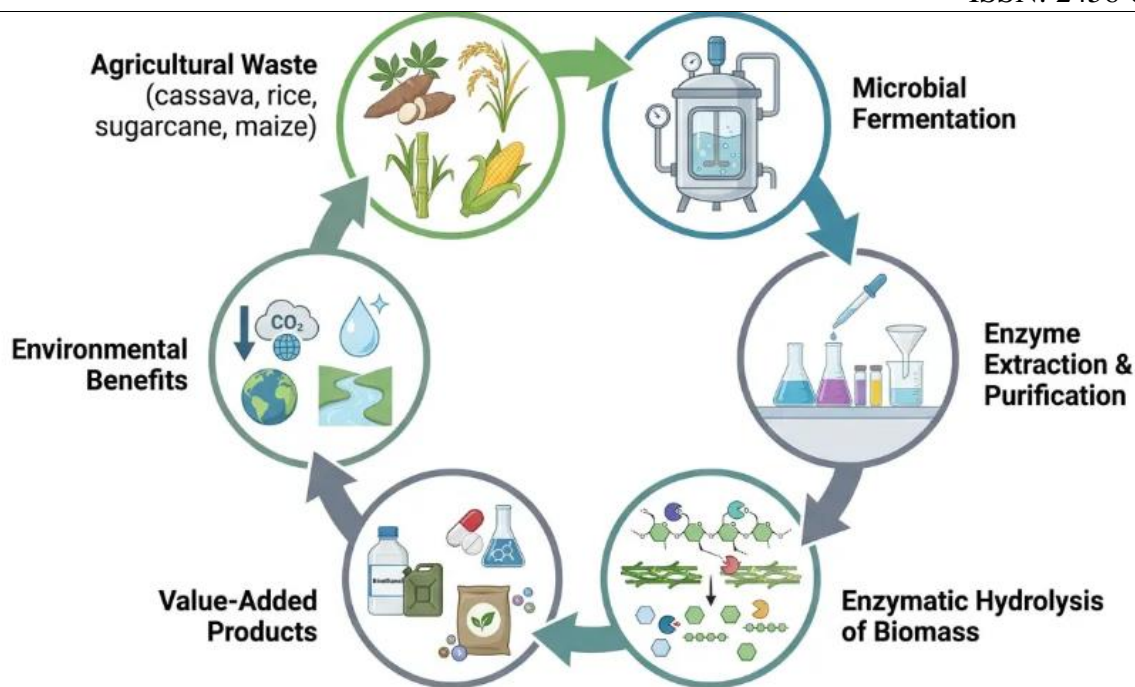 Agricultural Waste
(cassava, rice,
sugarcane, maize)
Microbial
Fermentation
Enzyme
Extraction &
Purification
Enzymatic Hydrolysis
of Biomass
Value-Added
Products
Bioethanol
Environmental
Benefits
CO₂